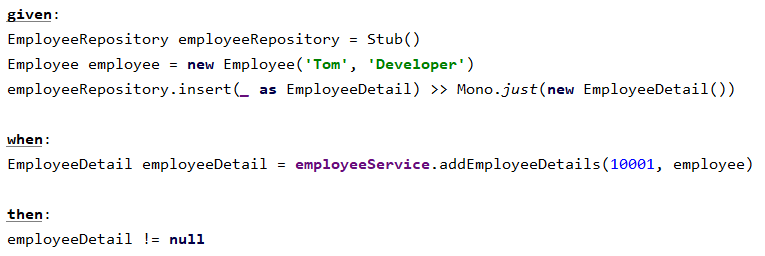 given:
EmployeeRepository employeeRepository = Stub()
Employee employee = new Employee('Tom', 'Developer')
employeeRepository.insert(_ as EmployeeDetail) >> Mono.just(new EmployeeDetail())
when:
EmployeeDetail employeeDetail = employeeService.addEmployeeDetails(10001, employee)
then:
employeeDetail != null